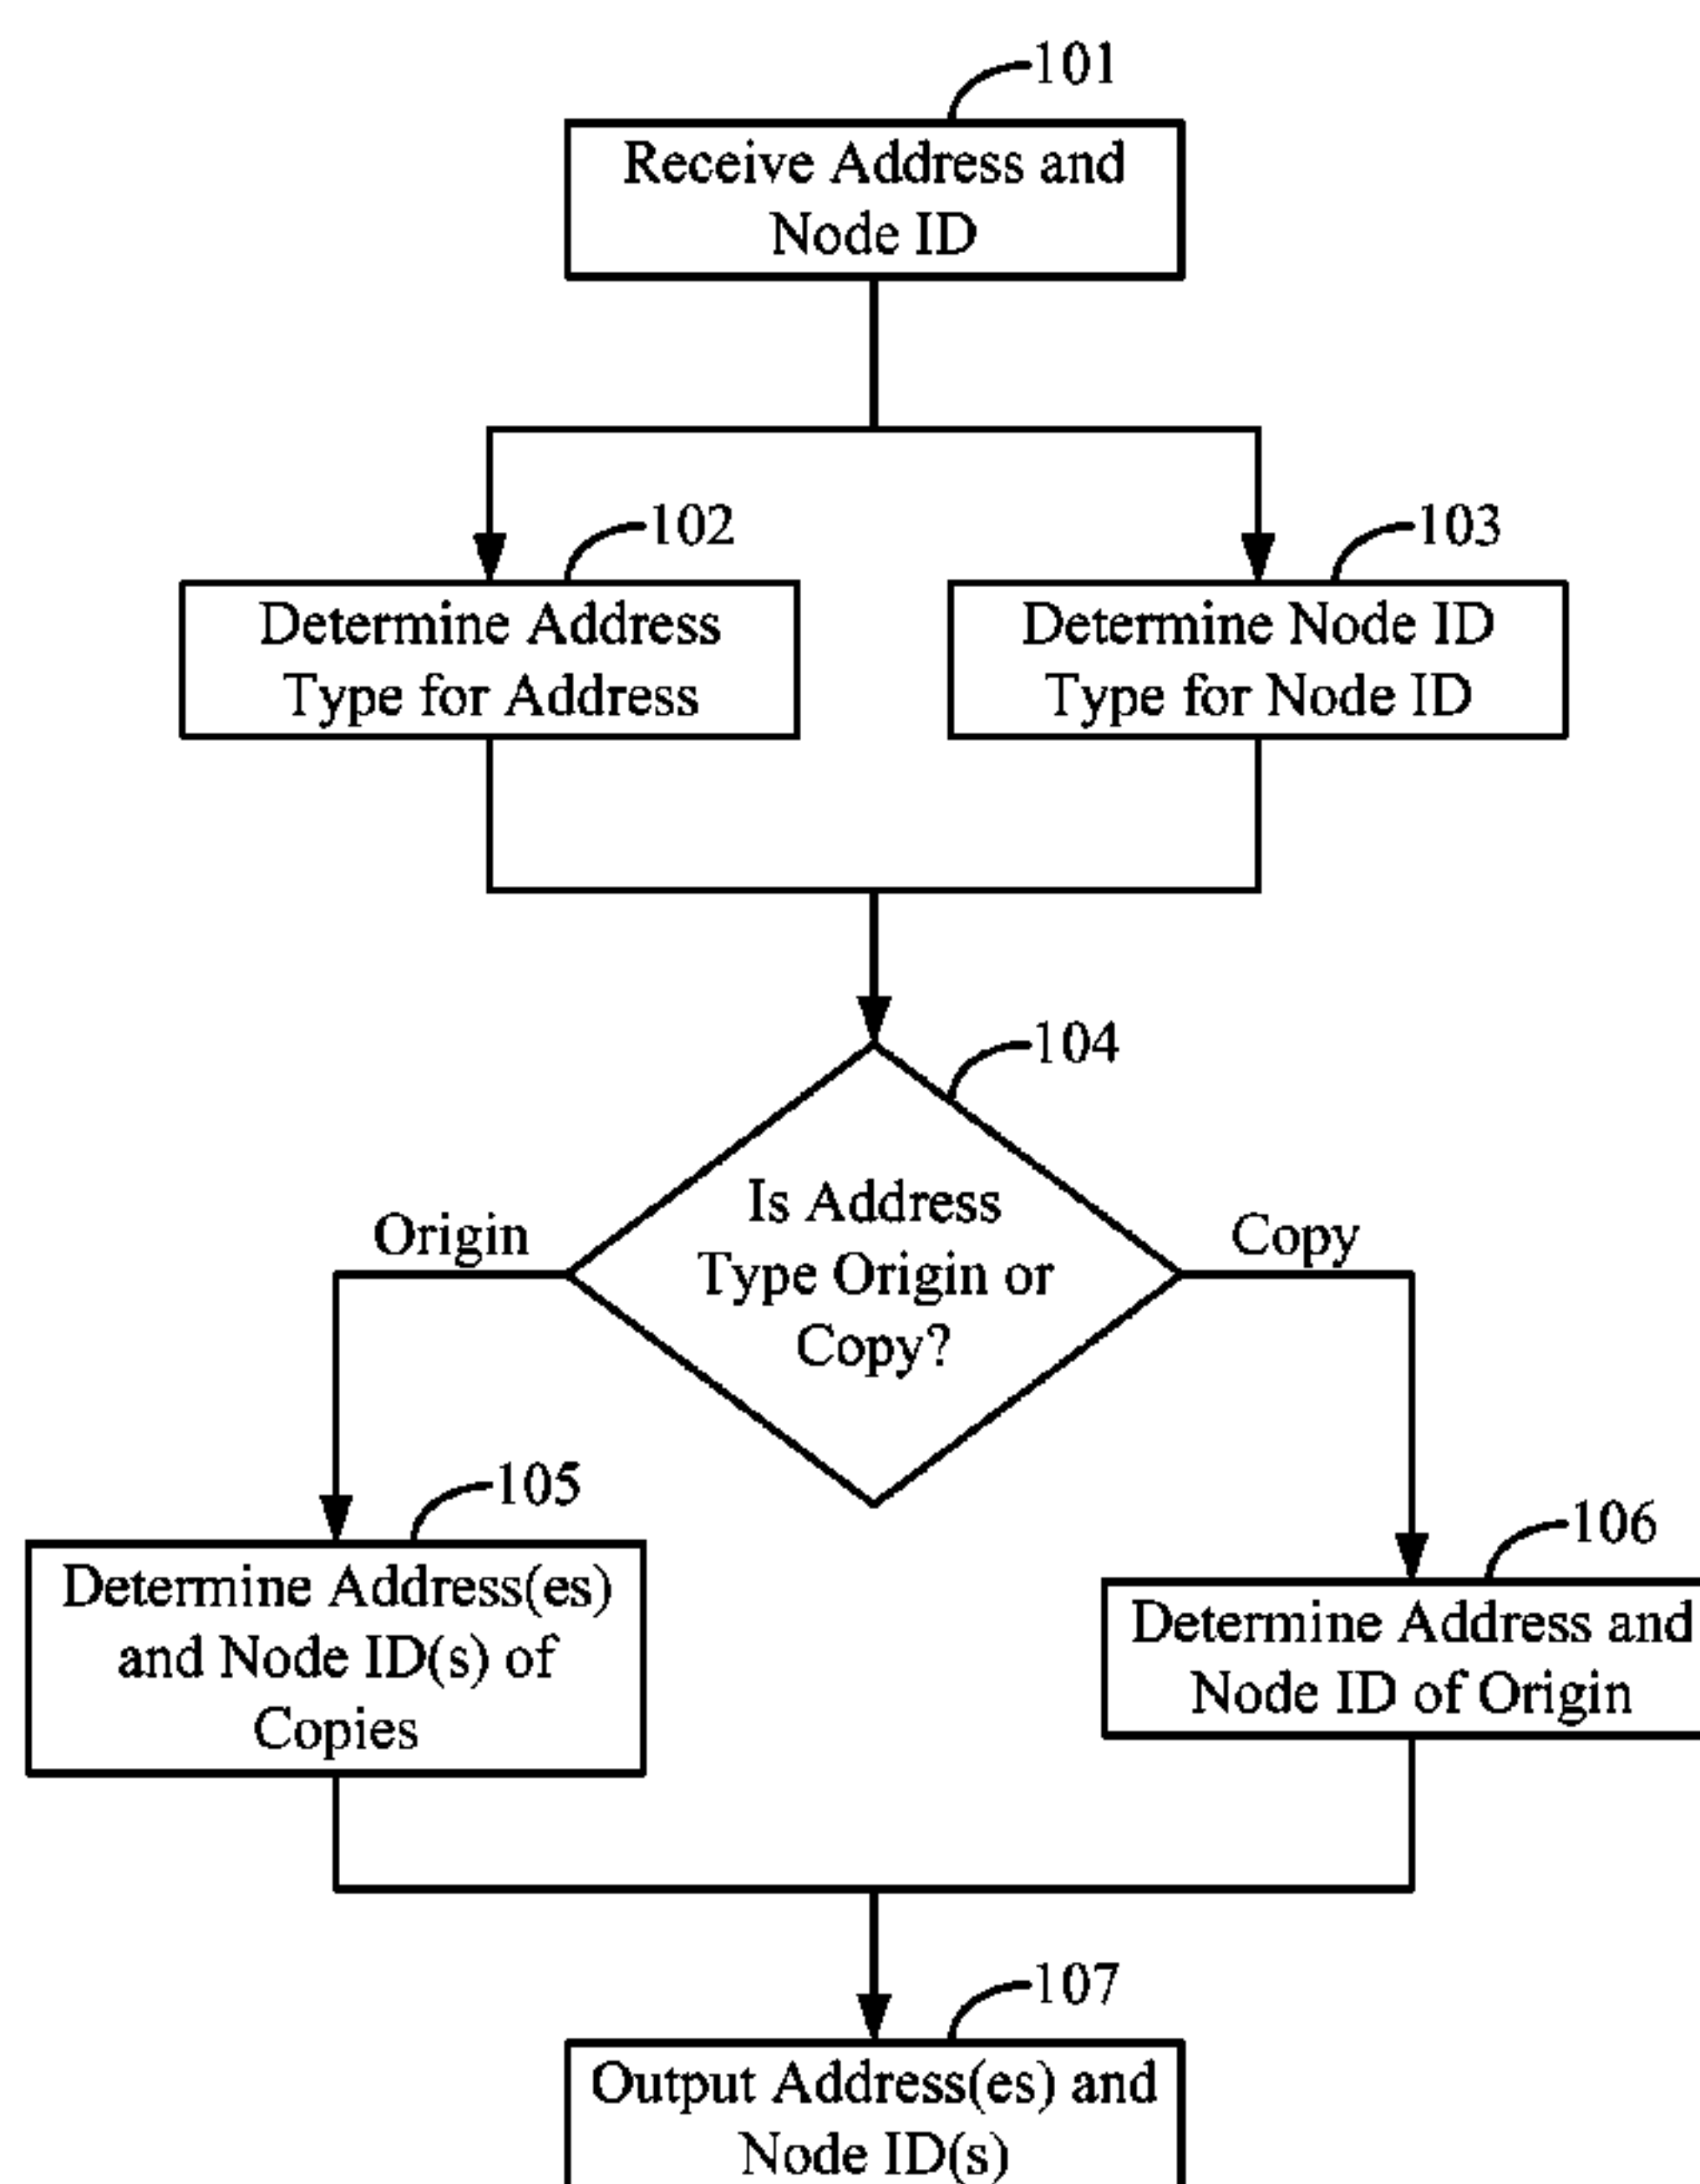 101
Receive Address and
Node ID
102
103
Determine Address
Type for Address
Determine Node ID
Type for Node ID
104
Is Address
Type Origin or
Copy?
Origin
Copy
105
106
Determine Address(es)
and Node ID(s) of
Copies
Determine Address and
Node ID of Origin
107
Output Address(es) and
Node ID(s)